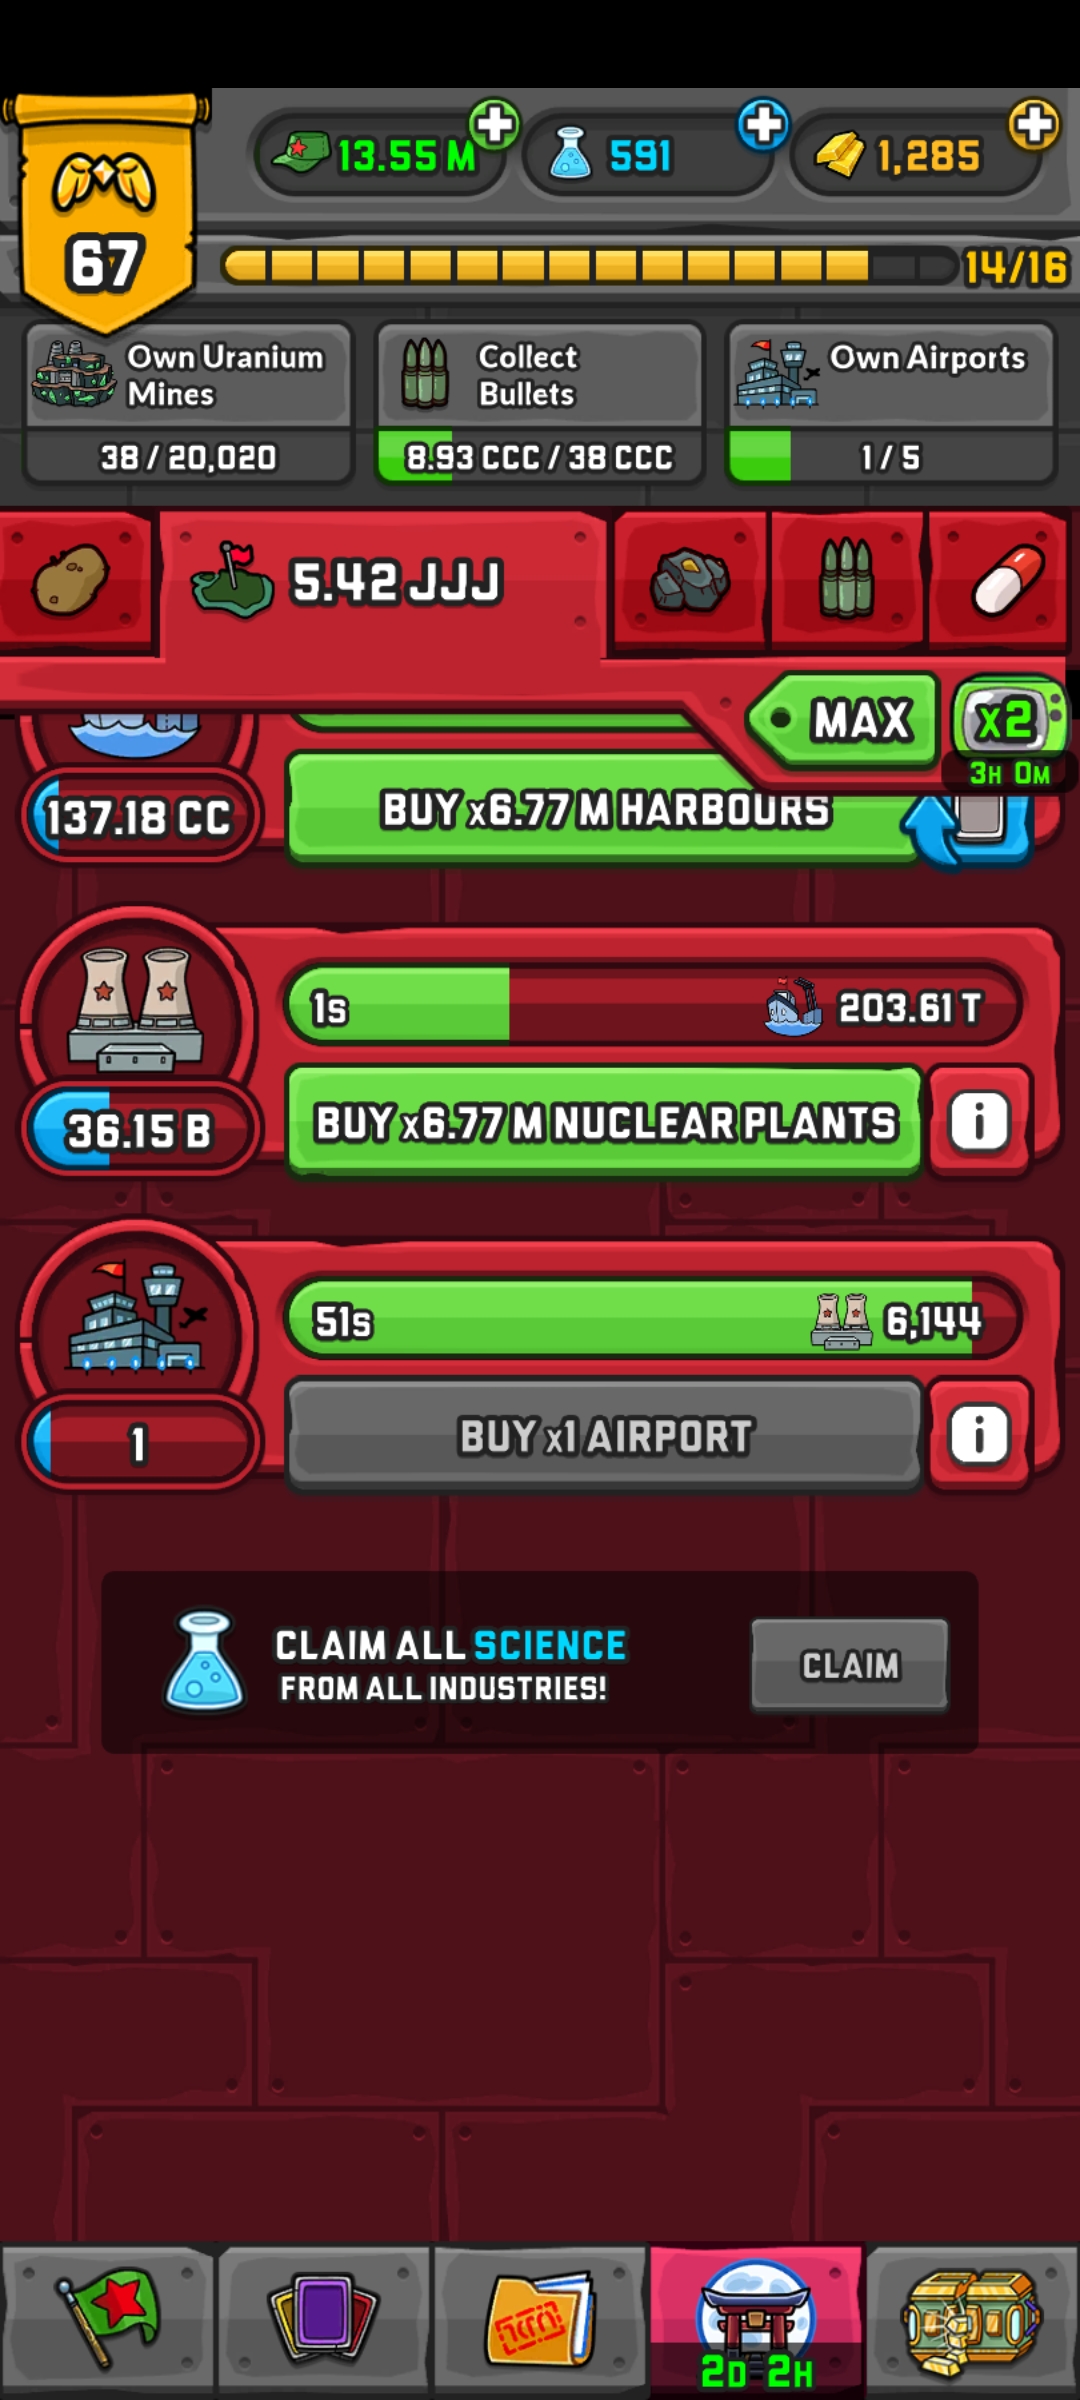 13.55 M
591
1,285
67
14/16
Own Uranium
Mines
38 / 20,020
Collect
Bullets
8.93 CCC / 38 CCC
Own Airports
1 / 5
5.42 JJJ
MAX
x2
3H 0M
137.18 CC
BUY x6.77 M HARBOURS
1s
203.61 T
36.15 B
BUY x6.77 M NUCLEAR PLANTS
i
51s
6,144
1
BUY x1 AIRPORT
i
CLAIM ALL SCIENCE
FROM ALL INDUSTRIES!
CLAIM
2D 2H